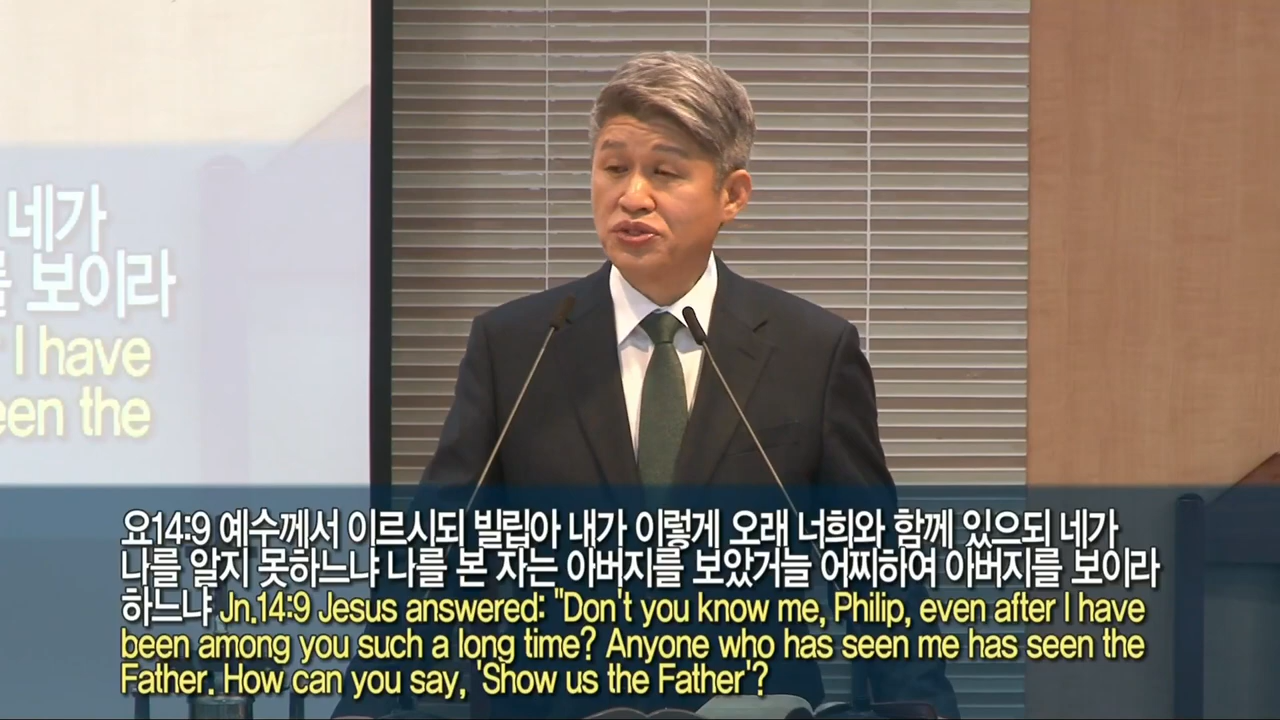 네가
를 보이라
I have
een the
요14:9 예수께서 이르시되 빌립아 내가 이렇게 오래 너희와 함께 있으되 네가
나를 알지 못하느냐 나를 본 자는 아버지를 보았거늘 어찌하여 아버지를 보이라
하느냐 Jn.14:9 Jesus answered: "Don't you know me, Philip, even after I have
been among you such a long time? Anyone who has seen me has seen the
Father. How can you say, 'Show us the Father'?